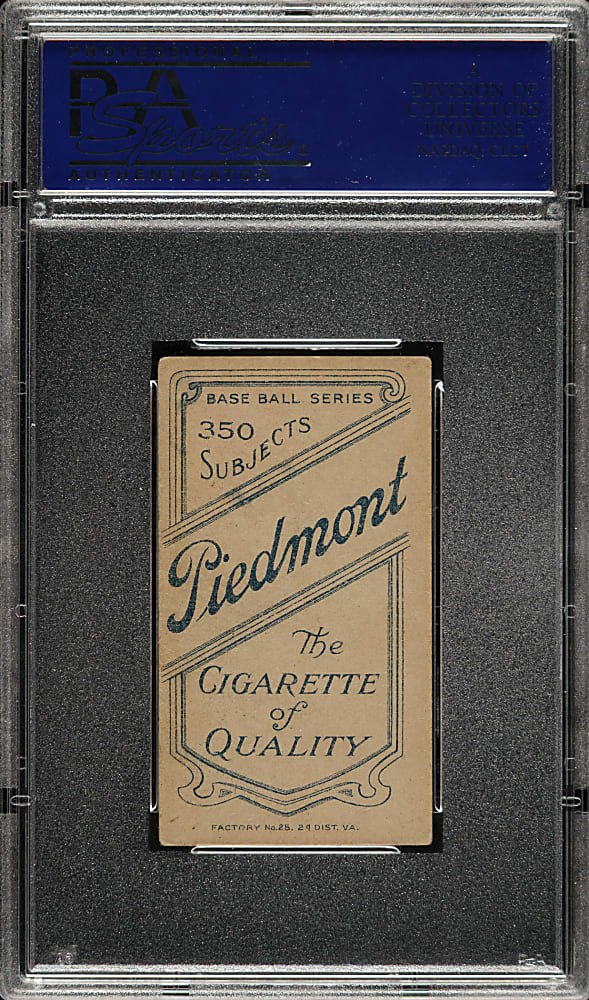 PROFESSIONAL
PSA
Sports
AUTHENTICATOR
A
DIVISION OF
COLLECTORS
UNIVERSE
NASDAQ: CLCT
BASE BALL SERIES
350
SUBJECTS
Piedmont
The
CIGARETTE
of
QUALITY
FACTORY No. 25, 2d DIST. VA.